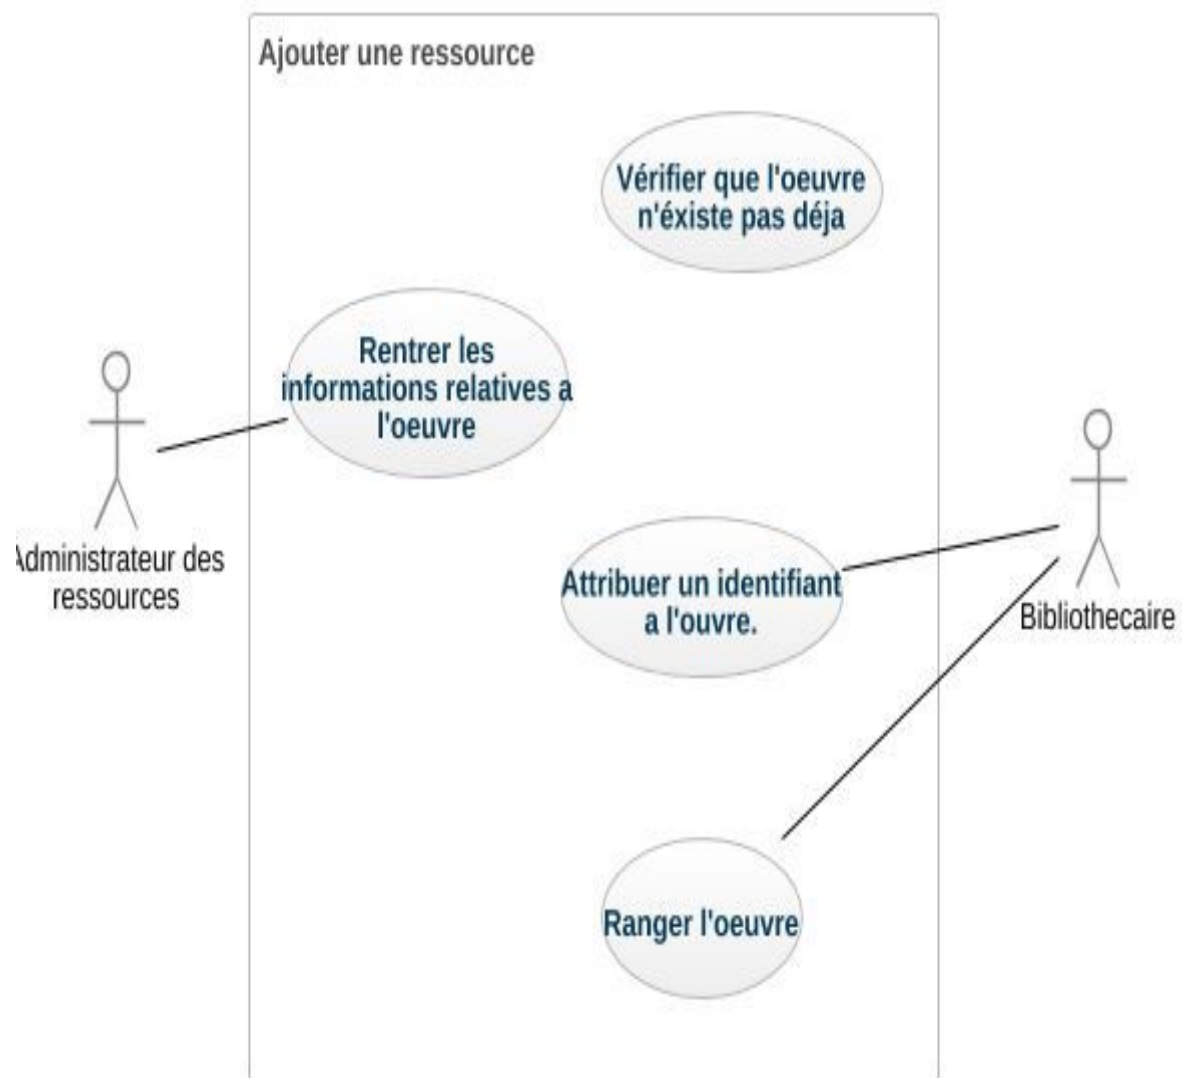 Ajouter une ressource
Vérifier que l'oeuvre
n'éxiste pas déja
Rentrer les
informations relatives a
l'oeuvre
Administrateur des
ressources
Attribuer un identifiant
a l'ouvre.
Bibliothecaire
Ranger l'oeuvre